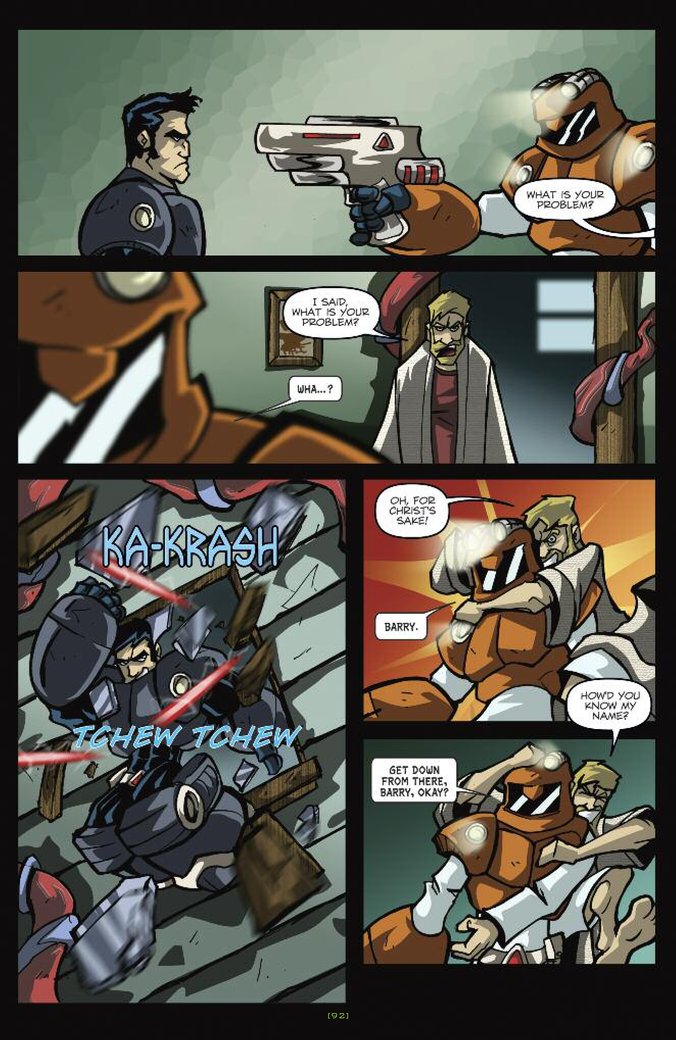 WHAT IS YOUR
PROBLEM?
I SAID,
WHAT IS YOUR
PROBLEM?
WHA...?
KA-KRASH
TCHEW TCHEW
OH, FOR
CHRIST'S
SAKE!
BARRY.
HOW'D YOU
KNOW MY
NAME?
GET DOWN
FROM THERE,
BARRY, OKAY?
[92]